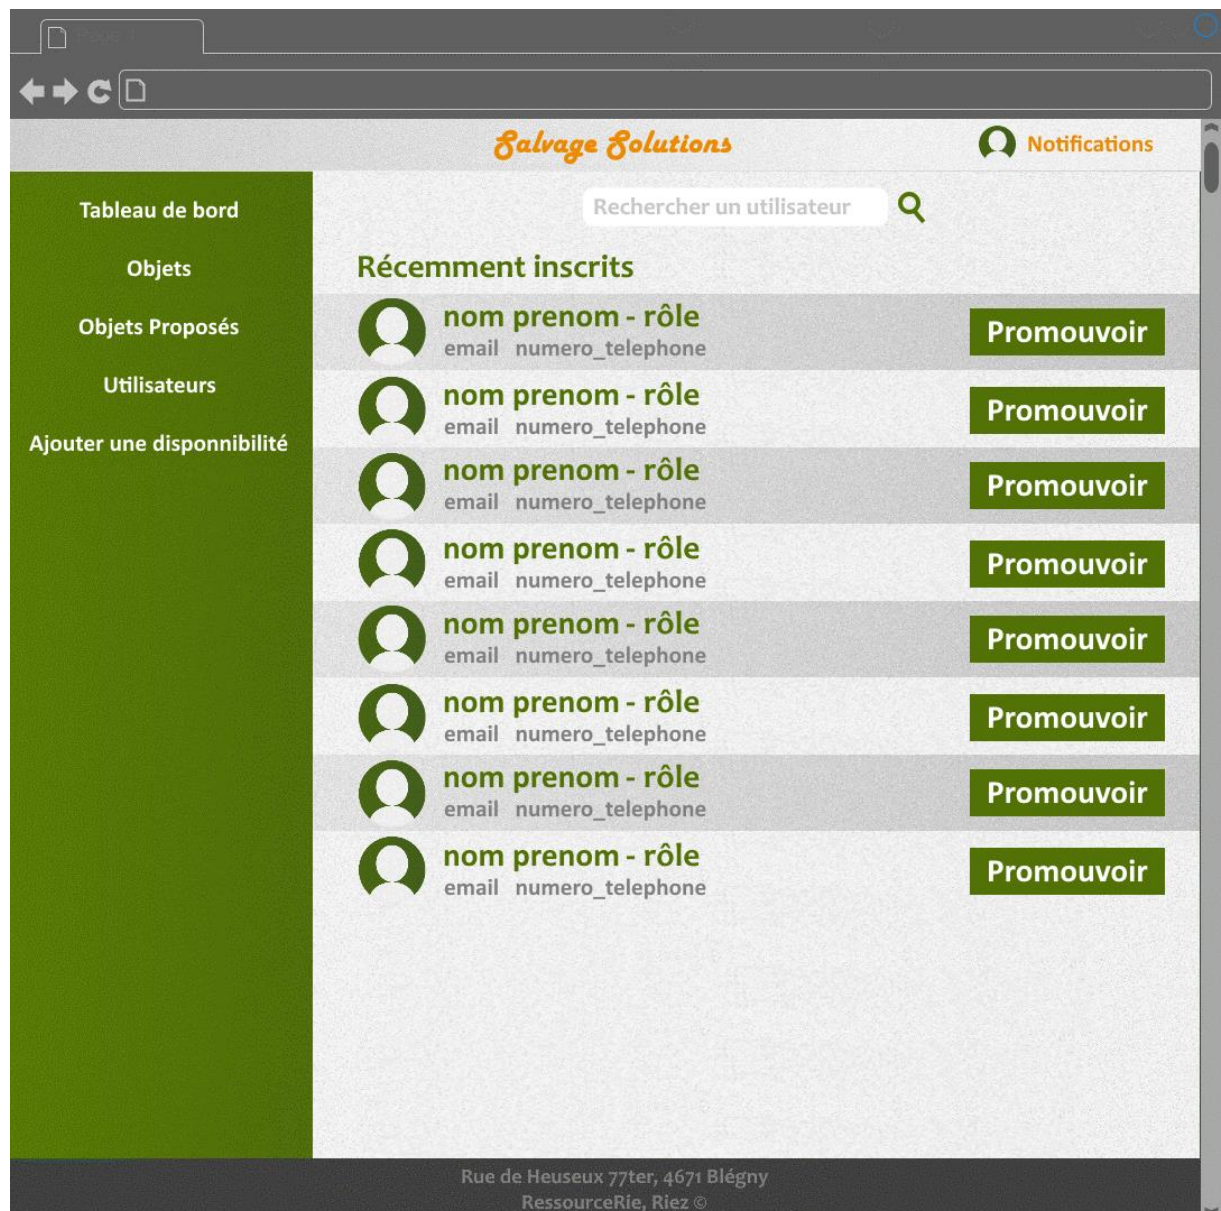 Salvage Solutions
Notifications
Tableau de bord
Objets
Objets Proposés
Utilisateurs
Ajouter une disponnibilité
Rechercher un utilisateur
Récemment inscrits
nom prenom - rôle
email numero_telephone
Promouvoir
nom prenom - rôle
email numero_telephone
Promouvoir
nom prenom - rôle
email numero_telephone
Promouvoir
nom prenom - rôle
email numero_telephone
Promouvoir
nom prenom - rôle
email numero_telephone
Promouvoir
nom prenom - rôle
email numero_telephone
Promouvoir
nom prenom - rôle
email numero_telephone
Promouvoir
nom prenom - rôle
email numero_telephone
Promouvoir
Rue de Heuseux 77ter, 4671 Blégny
RessourceRie, Riez ©